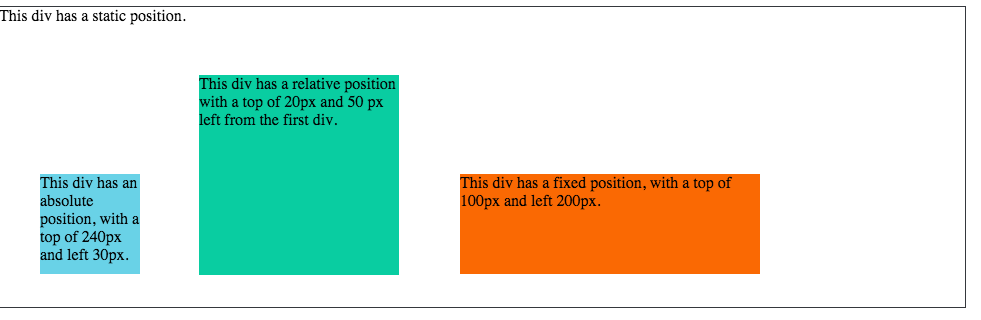 This div has a static position.
This div has a relative position
with a top of 20px and 50 px
left from the first div.
This div has an
absolute
position, with a
top of 240px
and left 30px.
This div has a fixed position, with a top of
100px and left 200px.